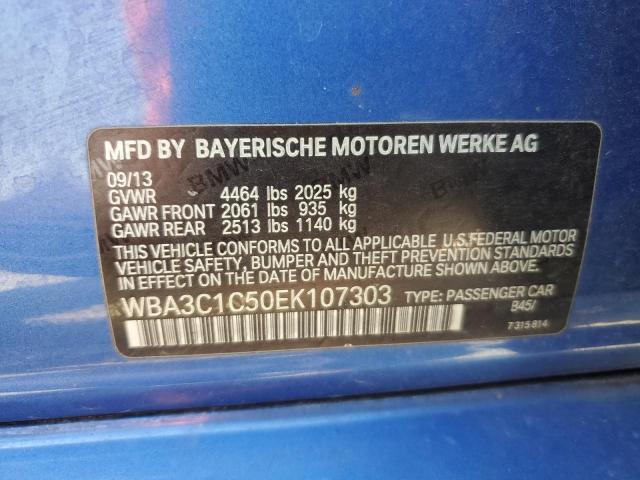 MFD BY BAYERISCHE MOTOREN WERKE AG
09/13
GVWR 4464 lbs 2025 kg
GAWR FRONT 2061 lbs 935 kg
GAWR REAR 2513 lbs 1140 kg
THIS VEHICLE CONFORMS TO ALL APPLICABLE U.S.FEDERAL MOTOR
VEHICLE SAFETY, BUMPER AND THEFT PREVENTION STANDARDS
IN EFFECT ON THE DATE OF MANUFACTURE SHOWN ABOVE.
WBA3C1C50EK107303 TYPE: PASSENGER CAR
B45/
7315814